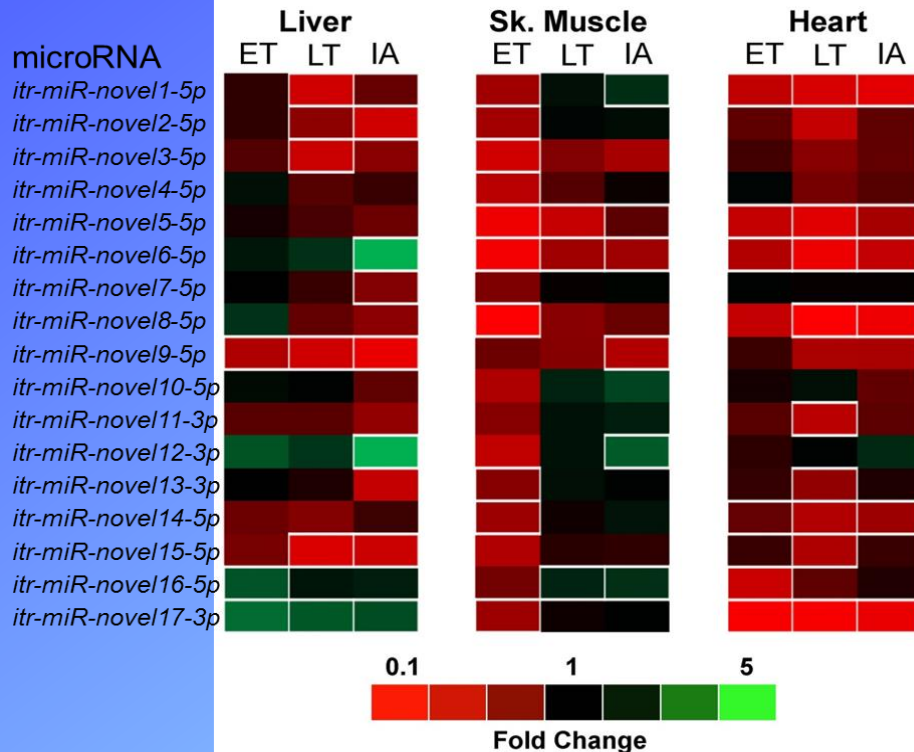 Liver Sk. Muscle Heart
microRNA ET LT IA ET LT IA ET LT IA
itr-miR-novel1-5p
itr-miR-novel2-5p
itr-miR-novel3-5p
itr-miR-novel4-5p
itr-miR-novel5-5p
itr-miR-novel6-5p
itr-miR-novel7-5p
itr-miR-novel8-5p
itr-miR-novel9-5p
itr-miR-novel10-5p
itr-miR-novel11-3p
itr-miR-novel12-3p
itr-miR-novel13-3p
itr-miR-novel14-5p
itr-miR-novel15-5p
itr-miR-novel16-5p
itr-miR-novel17-3p
0.1 1 5
Fold Change